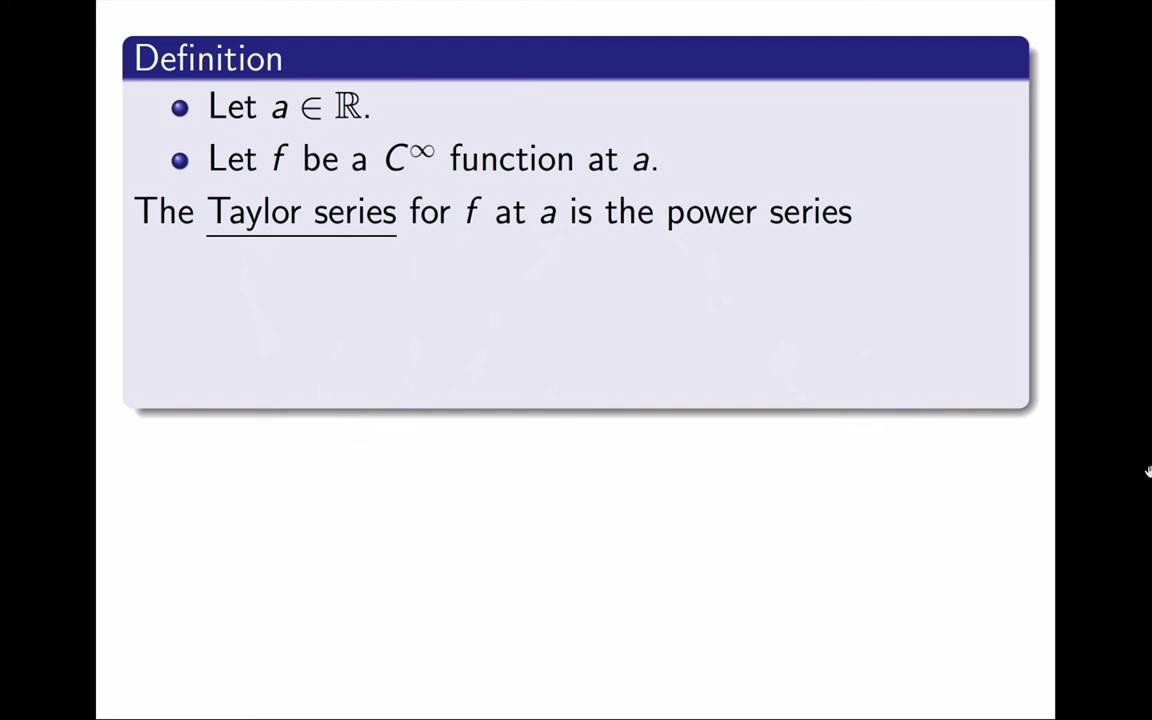 Definition
Let a ∈ ℝ.
Let f be a C^∞ function at a.
The Taylor series for f at a is the power series